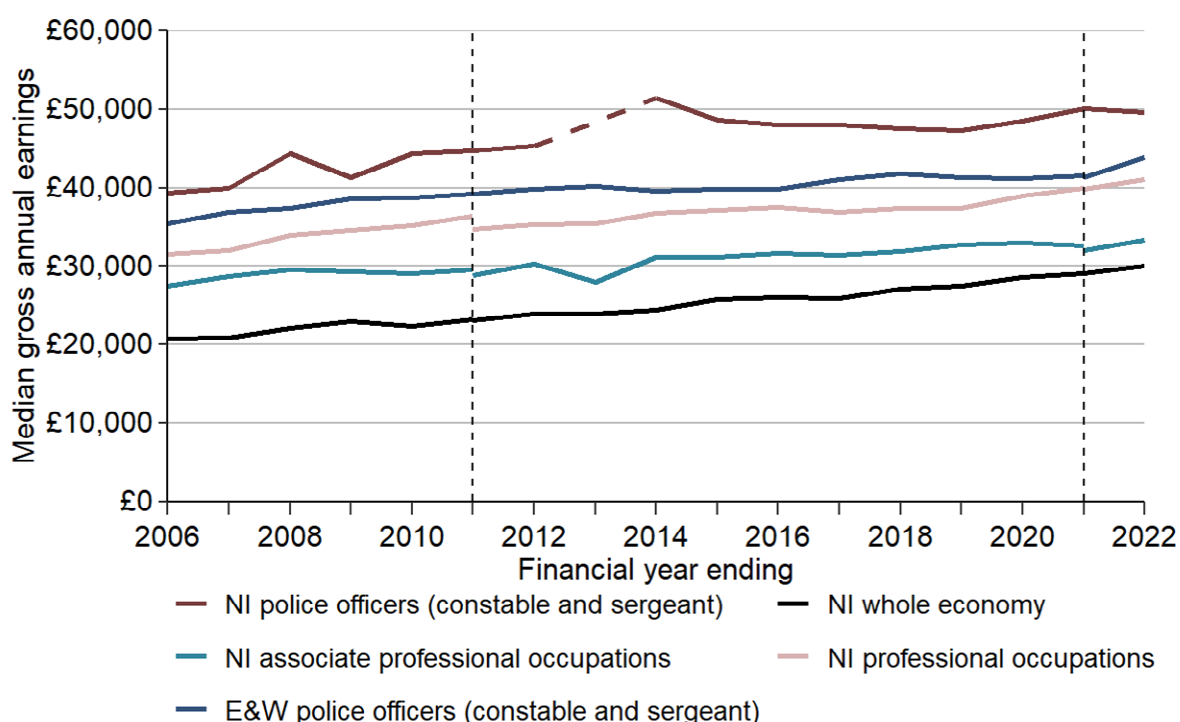 Median gross annual earnings
£60,000
£50,000
£40,000
£30,000
£20,000
£10,000
£0
2006 2008 2010 2012 2014 2016 2018 2020 2022
Financial year ending
NI police officers (constable and sergeant) NI whole economy
NI associate professional occupations NI professional occupations
E&W police officers (constable and sergeant)